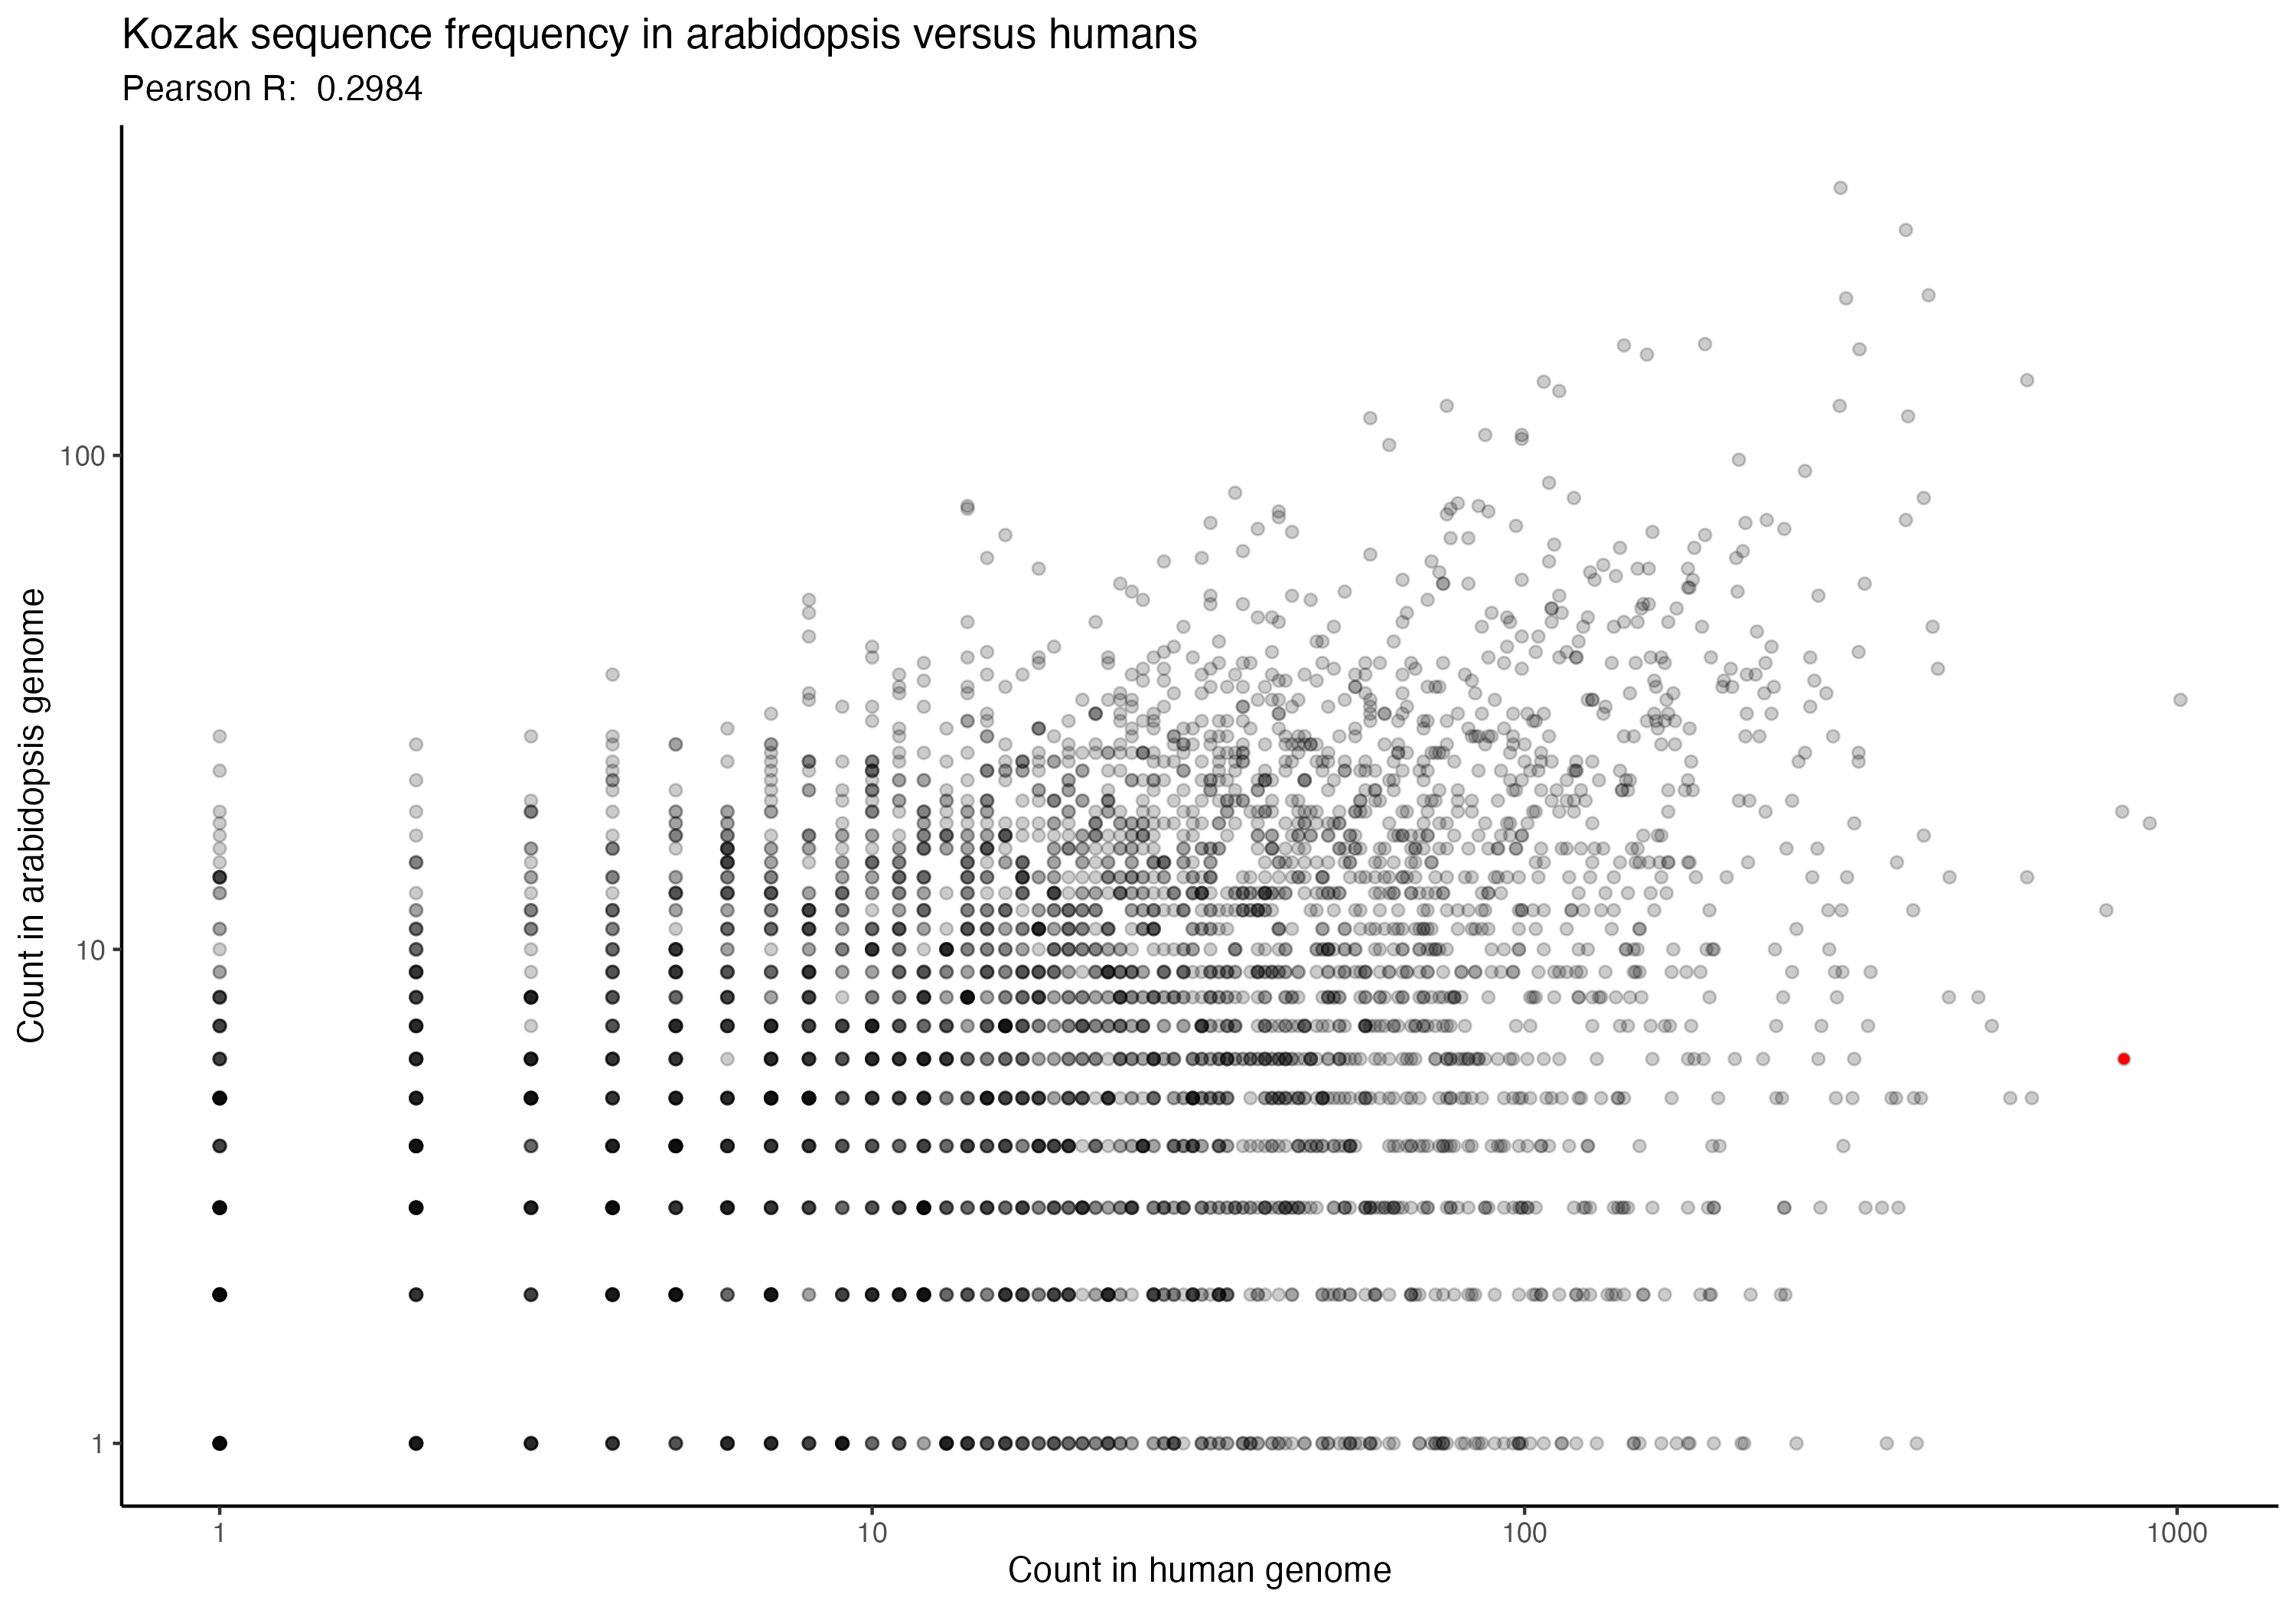 Kozak sequence frequency in arabidopsis versus humans
Pearson R:  0.2984
Count in arabidopsis genome
100
10
1
1
10
100
1000
Count in human genome